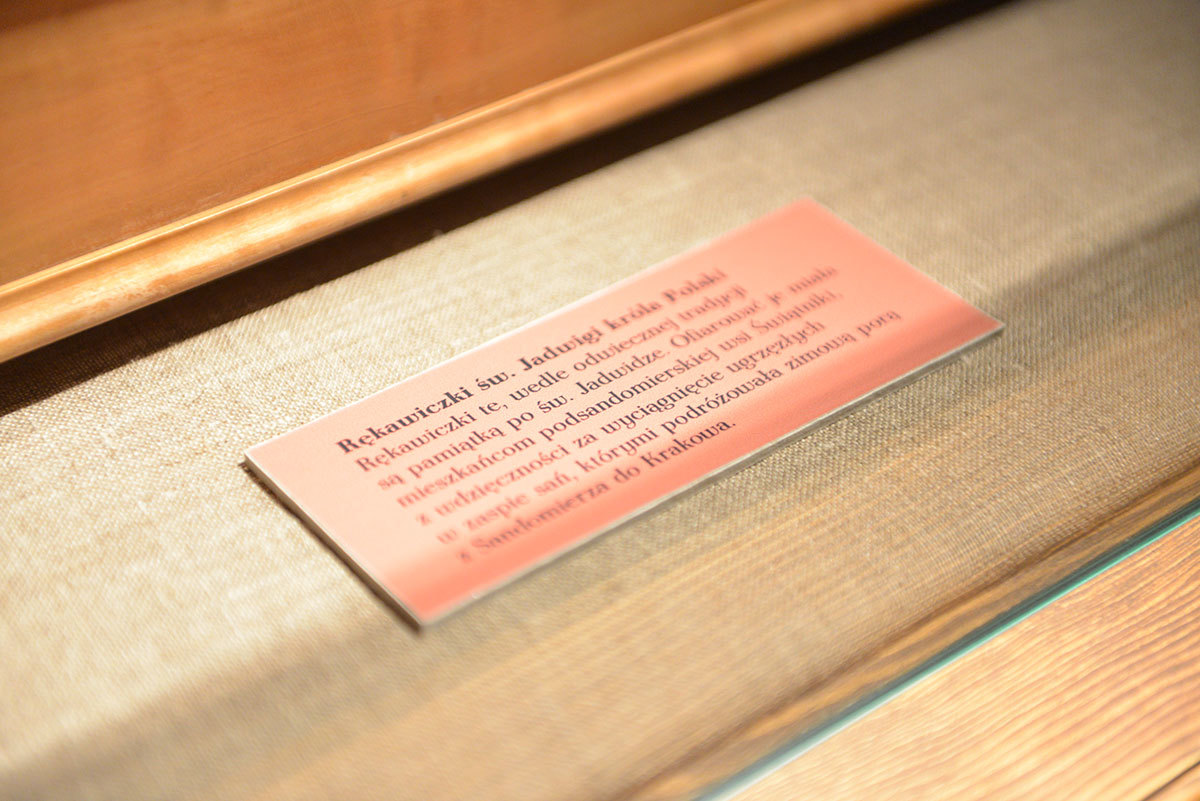 Rękawiczki św. Jadwigi króla Polski
Rękawiczki te, wedle odwiecznej tradycji
są pamiątką po św. Jadwidze. Ofiarować je miała
mieszkańcom podsandomierskiej wsi Świątniki.
z wdzięczności za wyciągnięcie ugrzęzłych
w zaspie sań, którymi podróżowała zimową porą
z Sandomierza do Krakowa.